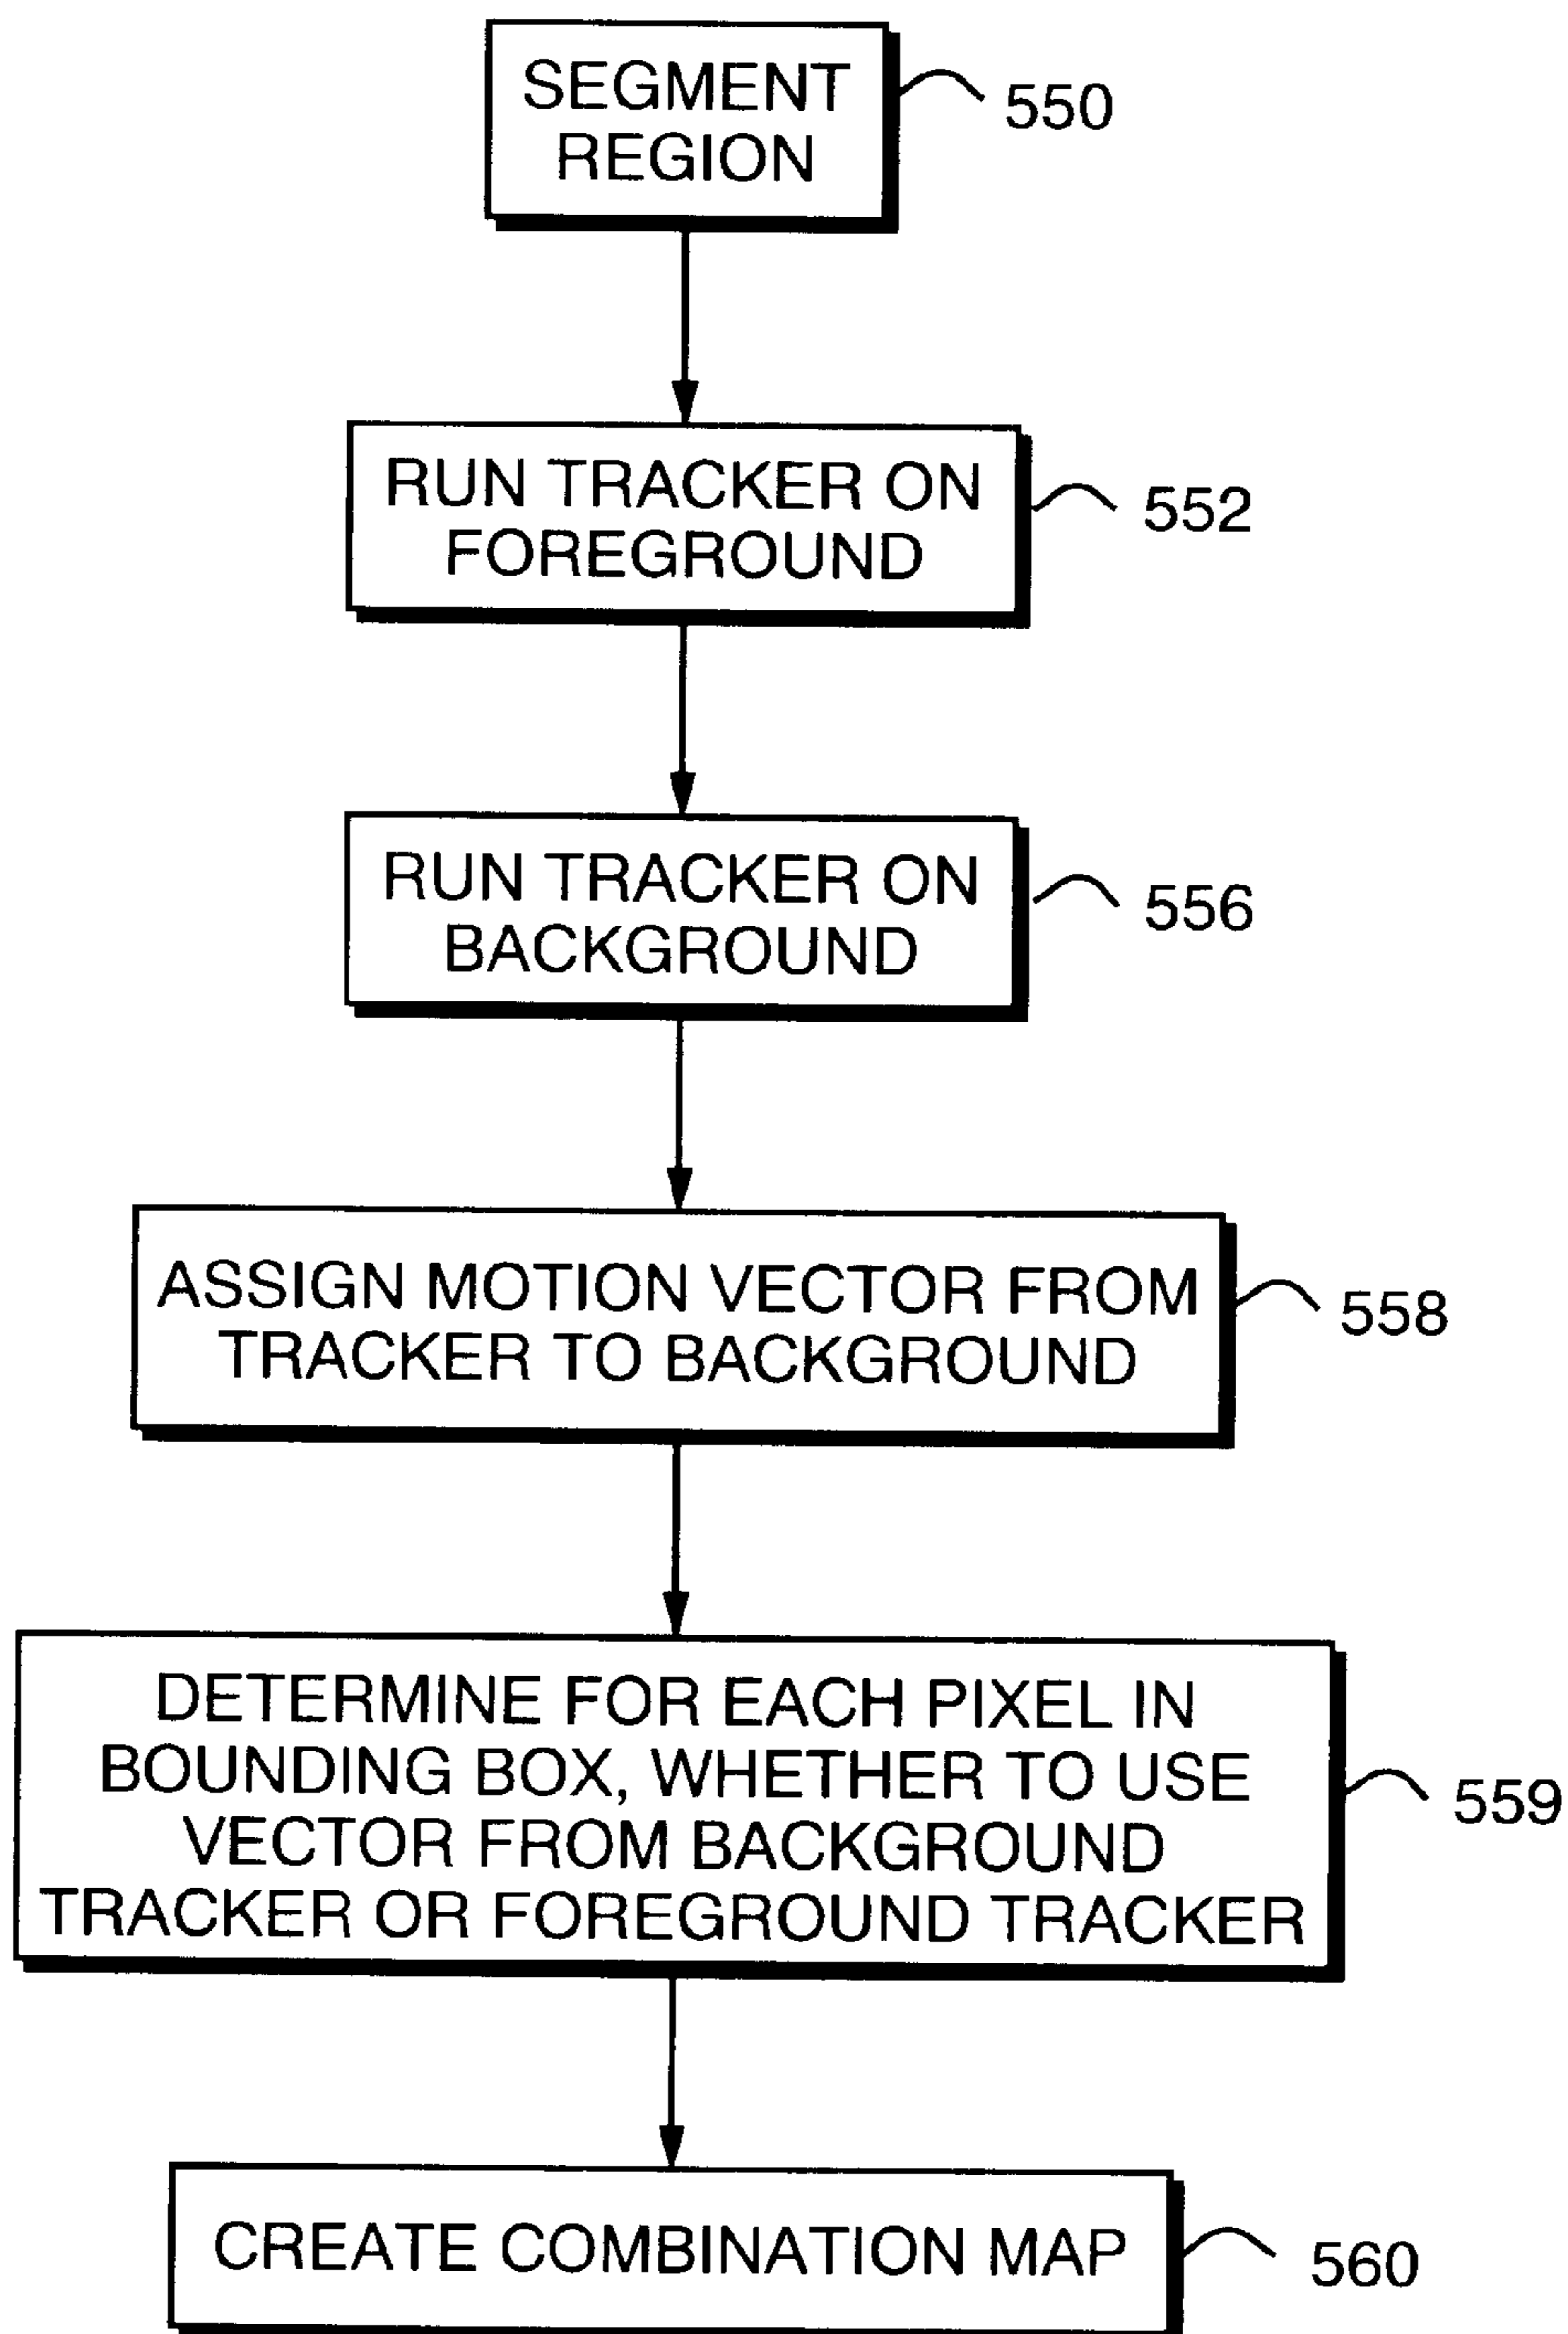 SEGMENT
REGION
550
RUN TRACKER ON
FOREGROUND
552
RUN TRACKER ON
BACKGROUND
556
ASSIGN MOTION VECTOR FROM
TRACKER TO BACKGROUND
558
DETERMINE FOR EACH PIXEL IN
BOUNDING BOX, WHETHER TO USE
VECTOR FROM BACKGROUND
TRACKER OR FOREGROUND TRACKER
559
CREATE COMBINATION MAP
560